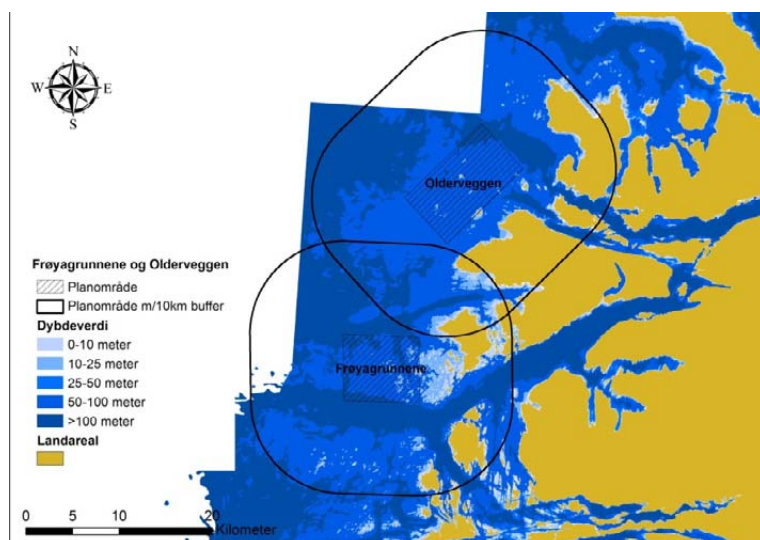 N
W E
S
Olderveggen
Frøyagrunnene og Olderveggen
Planområde
Planområde m/10km buffer
Dybdeverdi
0-10 meter
10-25 meter
25-50 meter
50-100 meter
>100 meter
Landareal
Frøyagrunnene
0 5 10 20
Kilometer